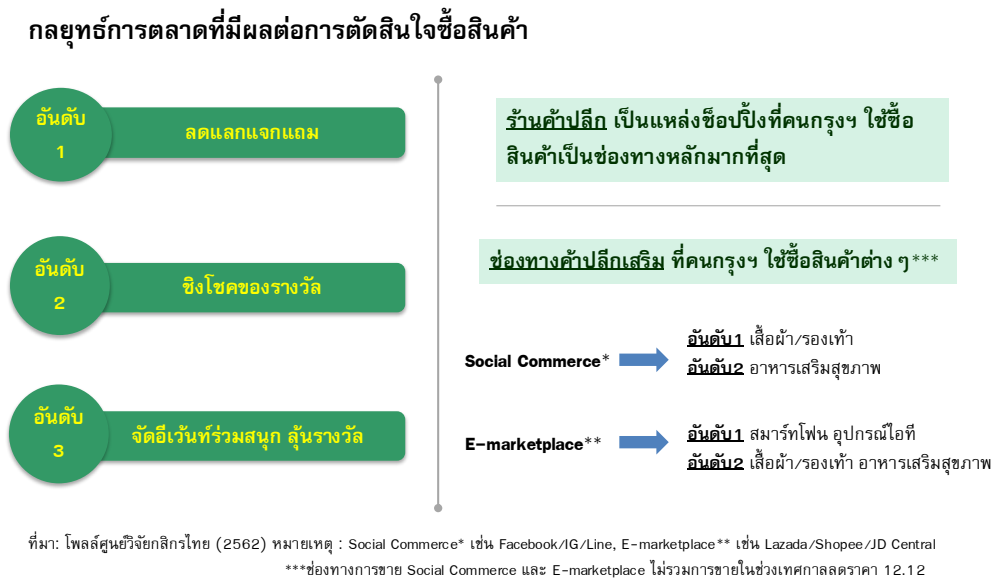 กลยุทธ์การตลาดที่มีผลต่อการตัดสินใจซื้อสินค้า
อันดับ
1
ลดแลกแจกแถม
อันดับ
2
ชิงโชคของรางวัล
อันดับ
3
จัดอีเว้นท์ร่วมสนุก ลุ้นรางวัล
ร้านค้าปลีก เป็นแหล่งช็อปปิ้งที่คนกรุงฯ ใช้ซื้อ
สินค้าเป็นช่องทางหลักมากที่สุด
ช่องทางค้าปลีกเสริม ที่คนกรุงฯ ใช้ซื้อสินค้าต่าง ๆ***
Social Commerce*
อันดับ1 เสื้อผ้า/รองเท้า
อันดับ2 อาหารเสริมสุขภาพ
E-marketplace**
อันดับ1 สมาร์ทโฟน อุปกรณ์ไอที
อันดับ2 เสื้อผ้า/รองเท้า อาหารเสริมสุขภาพ
ที่มา: โพลล์ศูนย์วิจัยกสิกรไทย (2562) หมายเหตุ : Social Commerce* เช่น Facebook/IG/Line, E-marketplace** เช่น Lazada/Shopee/JD Central
***ช่องทางการขาย Social Commerce และ E-marketplace ไม่รวมการขายในช่วงเทศกาลลดราคา 12.12